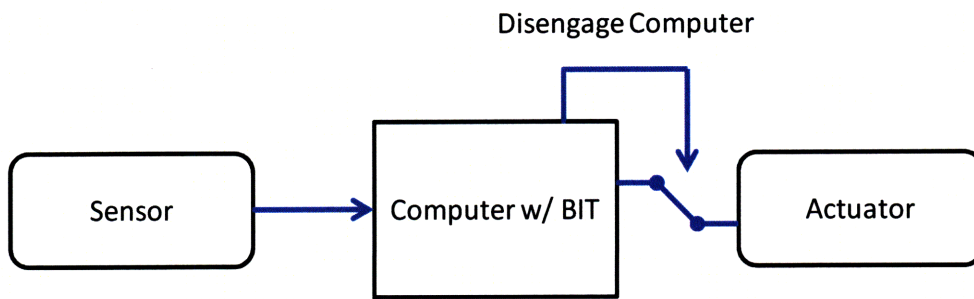 Disengage Computer
Sensor
Computer w/ BIT
Actuator